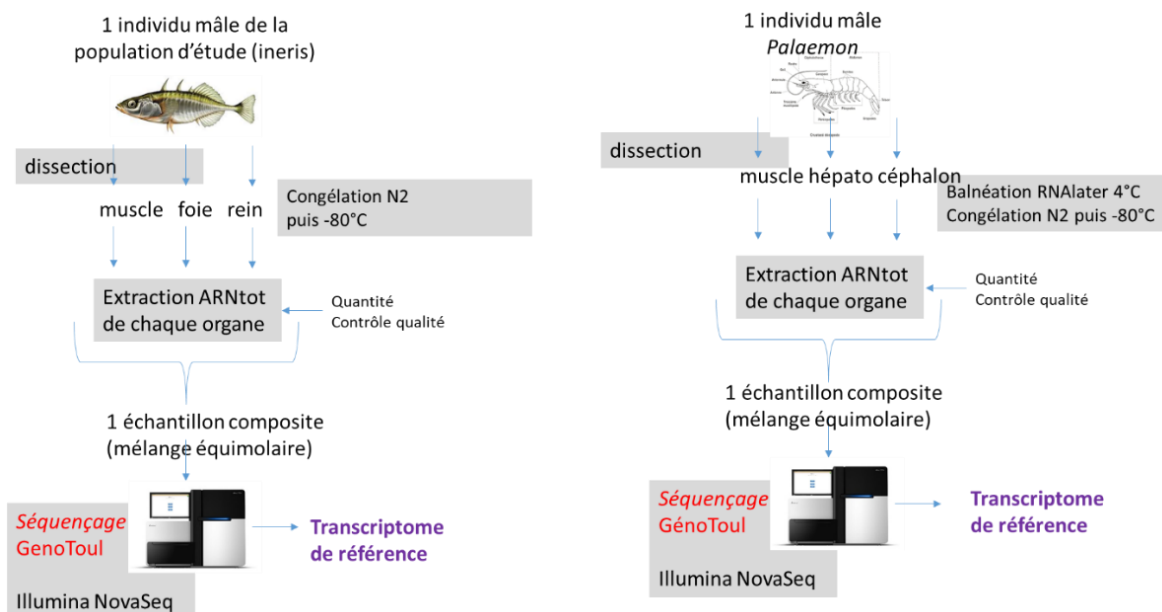 1 individu mâle de la
population d'étude (ineris)
dissection
muscle foie rein
Congélation N2
puis -80°C
Extraction ARNtot
de chaque organe
Quantité
Contrôle qualité
1 échantillon composite
(mélange équimolaire)
Séquençage
GenoToul
Illumina NovaSeq
Transcriptome
de référence
1 individu mâle
Palaemon
dissection
muscle hépato céphalon
Balnéation RNAlater 4°C
Congélation N2 puis -80°C
Extraction ARNtot
de chaque organe
Quantité
Contrôle qualité
1 échantillon composite
(mélange équimolaire)
Séquençage
GénoToul
Illumina NovaSeq
Transcriptome
de référence